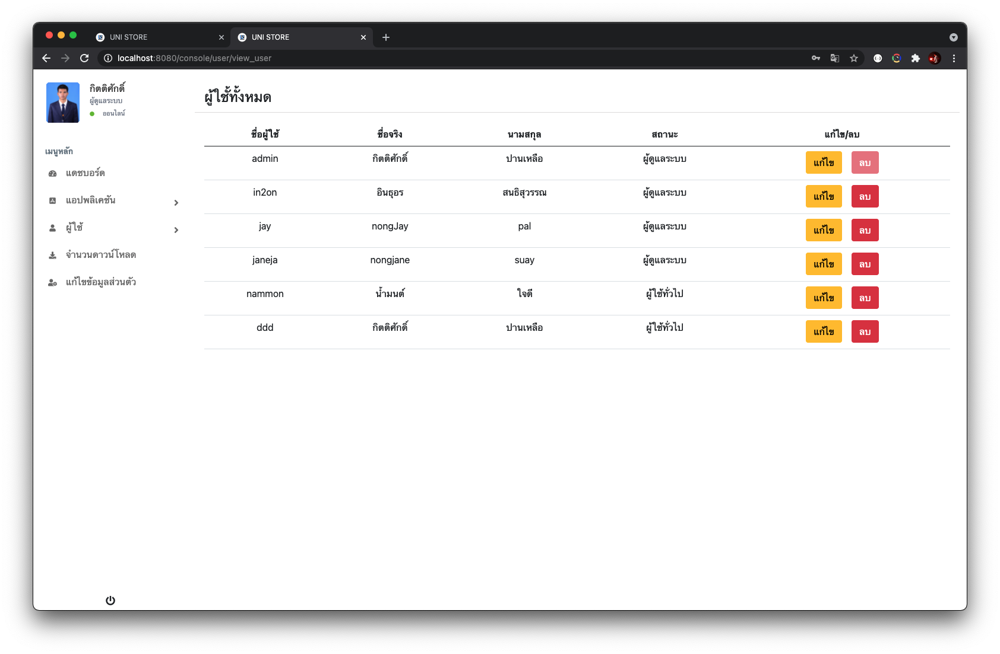 UNI STORE
UNI STORE
localhost:8080/console/user/view_user
กิตติศักดิ์
ผู้ดูแลระบบ
ออนไลน์
เมนูหลัก
แดชบอร์ด
แอปพลิเคชัน
ผู้ใช้
จำนวนดาวน์โหลด
แก้ไขข้อมูลส่วนตัว
ผู้ใช้ทั้งหมด
ชื่อผู้ใช้ ชื่อจริง นามสกุล สถานะ แก้ไข/ลบ
admin กิตติศักดิ์ ปานเหลือ ผู้ดูแลระบบ แก้ไข ลบ
in2on อินธุอร สนธิสุวรรณ ผู้ดูแลระบบ แก้ไข ลบ
jay nongJay pal ผู้ดูแลระบบ แก้ไข ลบ
janeja nongjane suay ผู้ดูแลระบบ แก้ไข ลบ
nammon น้ำมนต์ ใจดี ผู้ใช้ทั่วไป แก้ไข ลบ
ddd กิตติศักดิ์ ปานเหลือ ผู้ใช้ทั่วไป แก้ไข ลบ